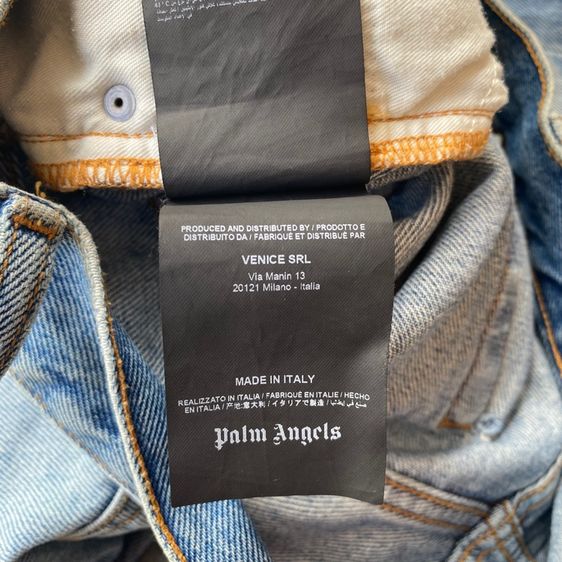 PRODUCED AND DISTRIBUTED BY / PRODOTTO E
DISTRIBUITO DA / FABRIQUÉ ET DISTRIBUÉ PAR
VENICE SRL
Via Manin 13
20121 Milano - Italia
MADE IN ITALY
REALIZZATO IN ITALIA / FABRIQUÉ EN ITALIE / HECHO
EN ITALIA / 产地:意大利 / イタリアで製造 / صنع في إيطاليا
Palm Angels